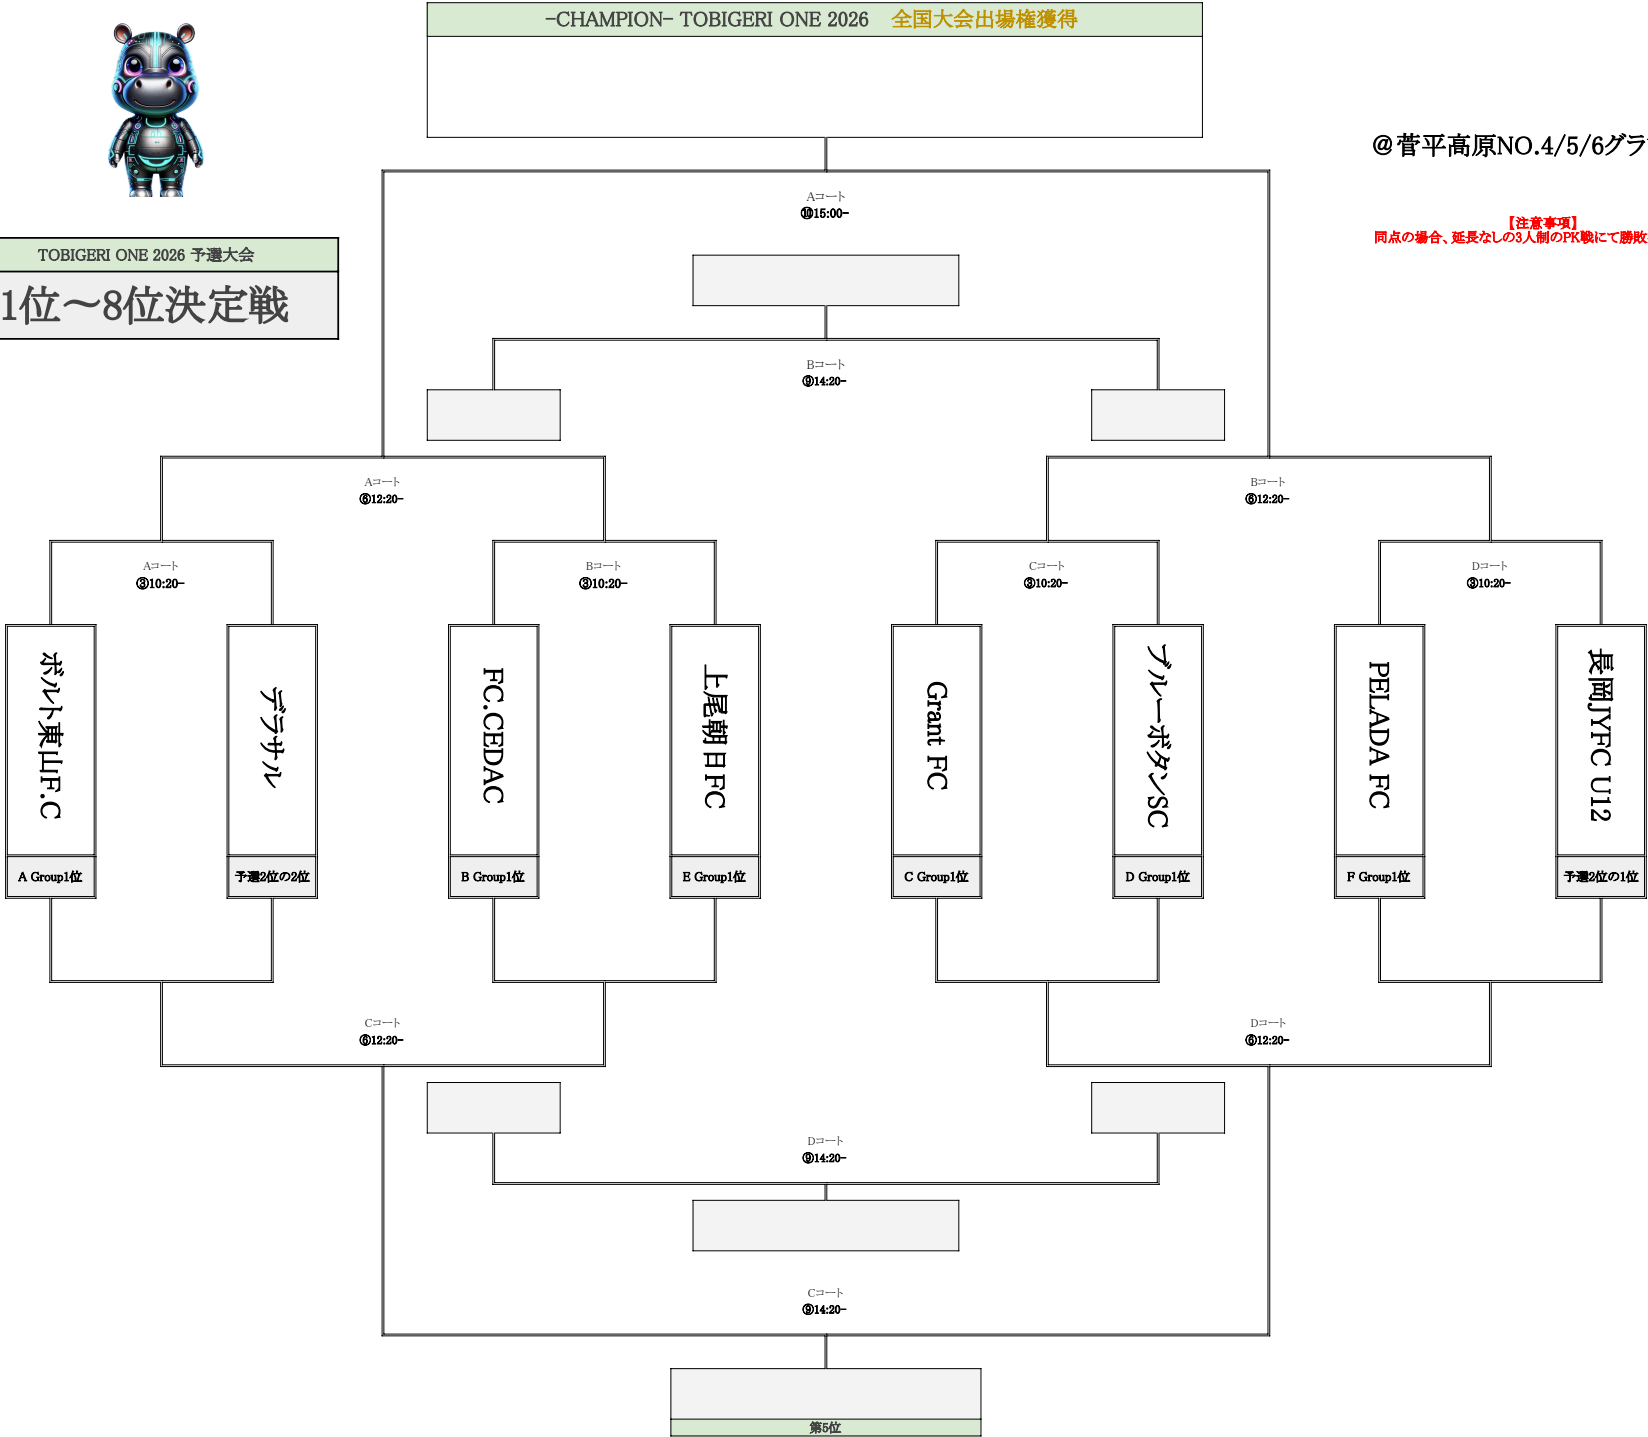 -CHAMPION- TOBIGERI ONE 2026 全国大会出場権獲得
@菅平高原NO.4/5/6グラ
Aコート
⑩15:00-
【注意事項】
同点の場合、延長なしの3人制のPK戦にて勝敗
TOBIGERI ONE 2026 予選大会
1位～8位決定戦
Bコート
⑨14:20-
Aコート
⑥12:20-
Bコート
⑥12:20-
Aコート
③10:20-
Bコート
③10:20-
Cコート
③10:20-
Dコート
③10:20-
ボルト東山F.C
デラサル
FC.CEDAC
上尾朝日FC
Grant FC
ブルーボタンSC
PELADA FC
長岡JYFC U12
A Group1位
予選2位の2位
B Group1位
E Group1位
C Group1位
D Group1位
F Group1位
予選2位の1位
Cコート
⑥12:20-
Dコート
⑥12:20-
Dコート
⑨14:20-
Cコート
⑨14:20-
第5位